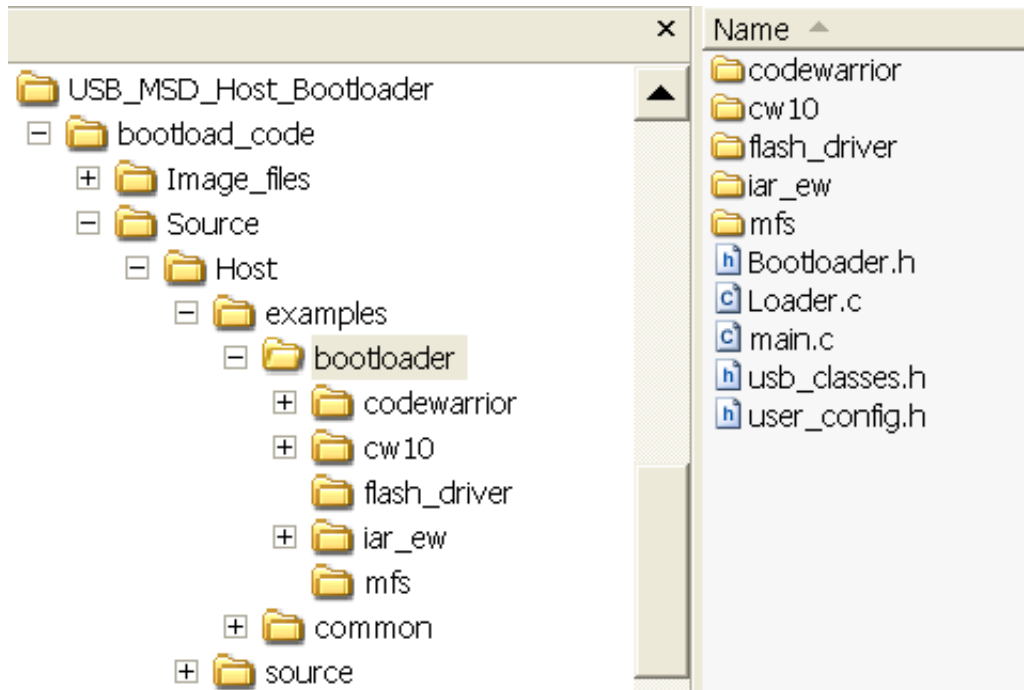 USB_MSD_Host_Bootloader
bootload_code
Image_files
Source
Host
examples
bootloader
codewarrior
cw10
flash_driver
iar_ew
mfs
common
source
Name
codewarrior
cw10
flash_driver
iar_ew
mfs
Bootloader.h
Loader.c
main.c
usb_classes.h
user_config.h